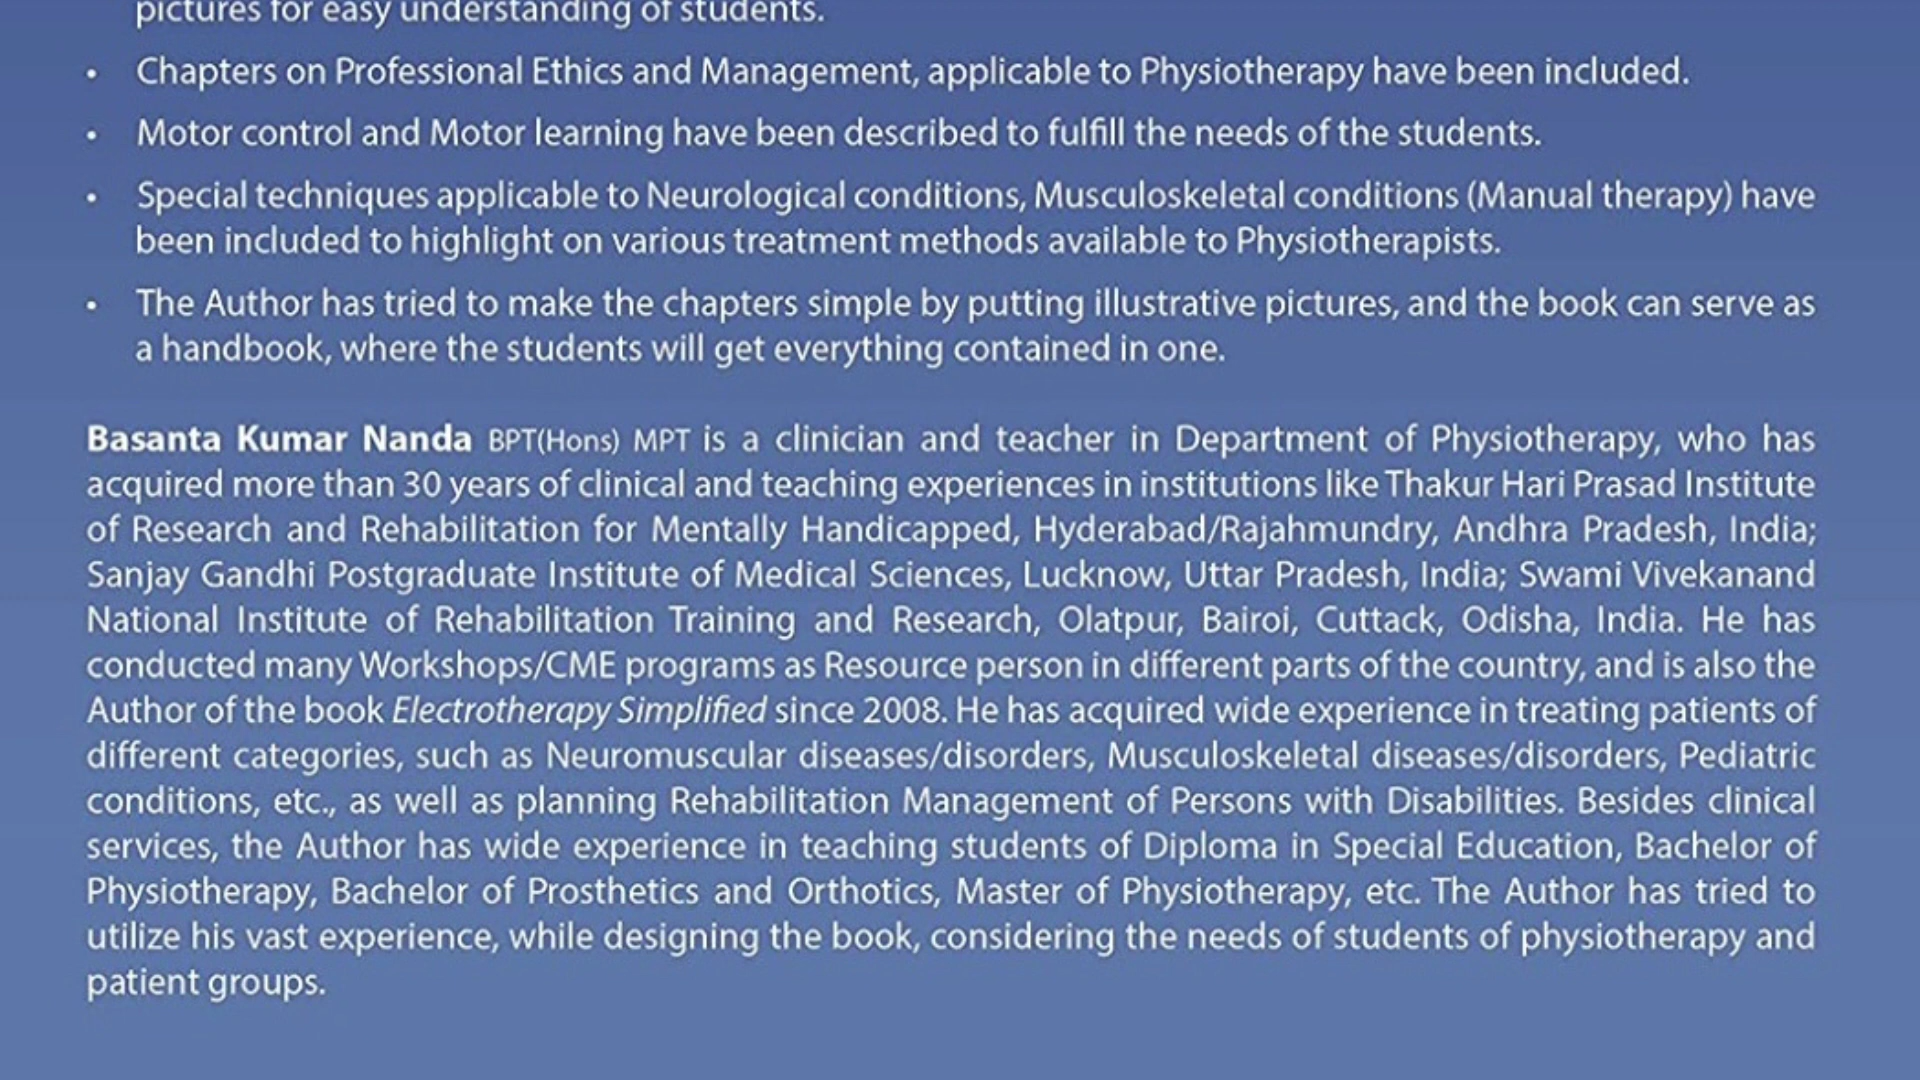 pictures for easy understanding of students.
• Chapters on Professional Ethics and Management, applicable to Physiotherapy have been included.
• Motor control and Motor learning have been described to fulfill the needs of the students.
• Special techniques applicable to Neurological conditions, Musculoskeletal conditions (Manual therapy) have
been included to highlight on various treatment methods available to Physiotherapists.
• The Author has tried to make the chapters simple by putting illustrative pictures, and the book can serve as
a handbook, where the students will get everything contained in one.
Basanta Kumar Nanda BPT(Hons) MPT is a clinician and teacher in Department of Physiotherapy, who has
acquired more than 30 years of clinical and teaching experiences in institutions like Thakur Hari Prasad Institute
of Research and Rehabilitation for Mentally Handicapped, Hyderabad/Rajahmundry, Andhra Pradesh, India;
Sanjay Gandhi Postgraduate Institute of Medical Sciences, Lucknow, Uttar Pradesh, India; Swami Vivekanand
National Institute of Rehabilitation Training and Research, Olatpur, Bairoi, Cuttack, Odisha, India. He has
conducted many Workshops/CME programs as Resource person in different parts of the country, and is also the
Author of the book Electrotherapy Simplified since 2008. He has acquired wide experience in treating patients of
different categories, such as Neuromuscular diseases/disorders, Musculoskeletal diseases/disorders, Pediatric
conditions, etc., as well as planning Rehabilitation Management of Persons with Disabilities. Besides clinical
services, the Author has wide experience in teaching students of Diploma in Special Education, Bachelor of
Physiotherapy, Bachelor of Prosthetics and Orthotics, Master of Physiotherapy, etc. The Author has tried to
utilize his vast experience, while designing the book, considering the needs of students of physiotherapy and
patient groups.